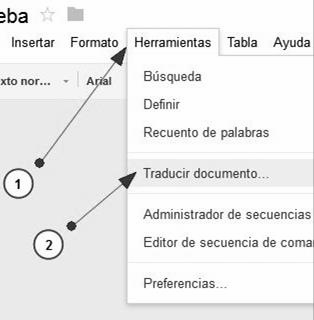 eba
Insertar Formato Herramientas Tabla Ayuda
xto nor... Arial
Búsqueda
Definir
Recuento de palabras
1
Traducir documento...
2
Administrador de secuencias
Editor de secuencia de coma
Preferencias...